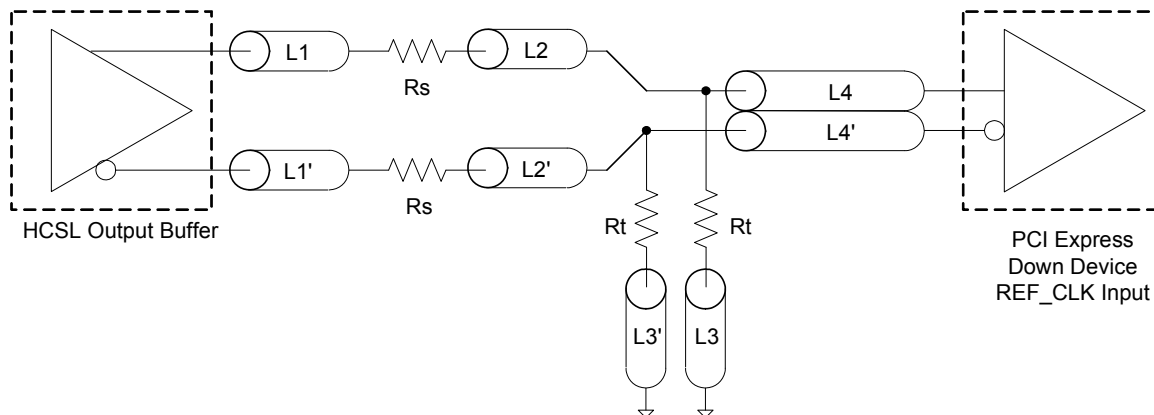 L1
Rs
L2
L4
L1'
Rs
L2'
L4'
HCSL Output Buffer
Rt
Rt
L3'
L3
PCI Express
Down Device
REF_CLK Input